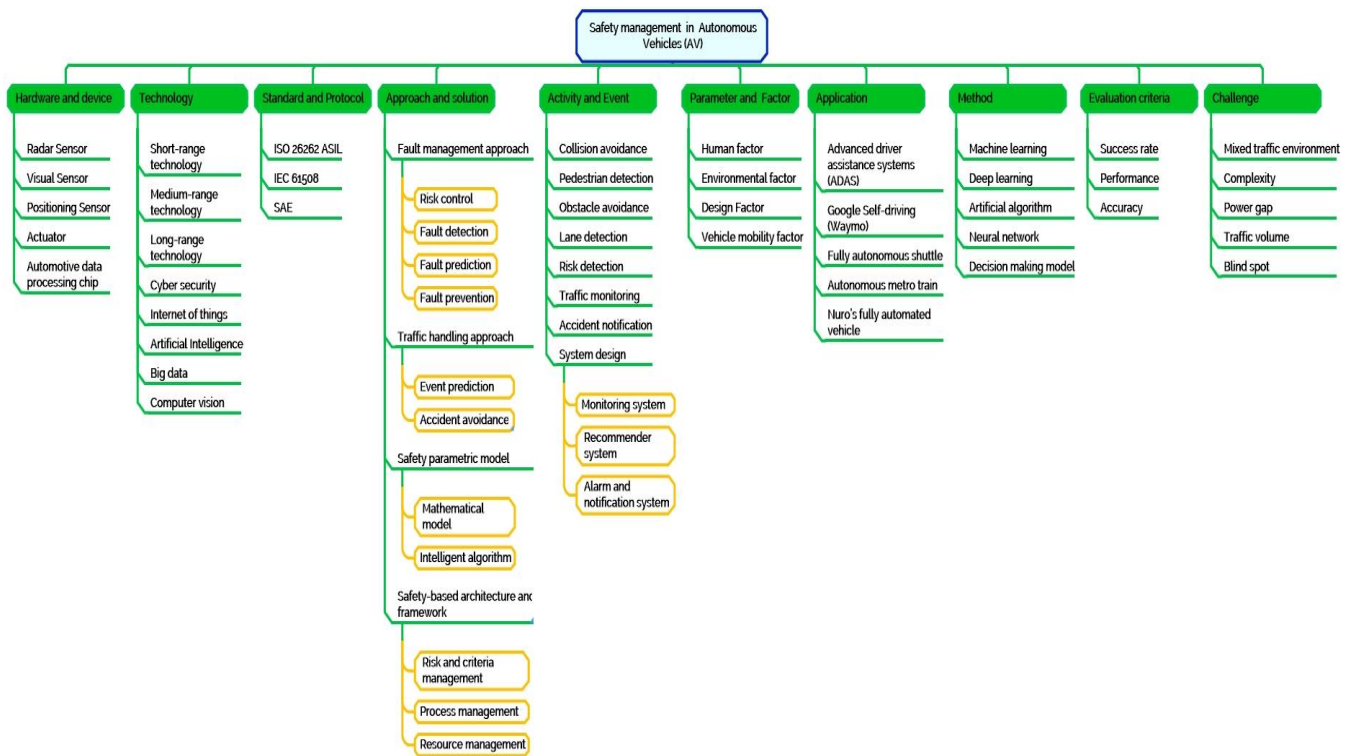 Safety management in Autonomous
Vehicles (AV)
Hardware and device
Radar Sensor
Visual Sensor
Positioning Sensor
Actuator
Automotive data
processing chip
Technology
Short-range
technology
Medium-range
technology
Long-range
technology
Cyber security
Internet of things
Artificial Intelligence
Big data
Computer vision
Standard and Protocol
ISO 26262 ASIL
IEC 61508
SAE
Approach and solution
Fault management approach
Risk control
Fault detection
Fault prediction
Fault prevention
Traffic handling approach
Event prediction
Accident avoidance
Safety parametric model
Mathematical
model
Intelligent algorithm
Safety-based architecture and
framework
Risk and criteria
management
Process management
Resource management
Activity and Event
Collision avoidance
Pedestrian detection
Obstacle avoidance
Lane detection
Risk detection
Traffic monitoring
Accident notification
System design
Monitoring system
Recommender
system
Alarm and
notification system
Parameter and Factor
Human factor
Environmental factor
Design Factor
Vehicle mobility factor
Application
Advanced driver
assistance systems
(ADAS)
Google Self-driving
(Waymo)
Fully autonomous shuttle
Autonomous metro train
Nuro's fully automated
vehicle
Method
Machine learning
Deep learning
Artificial algorithm
Neural network
Decision making model
Evaluation criteria
Success rate
Performance
Accuracy
Challenge
Mixed traffic environment
Complexity
Power gap
Traffic volume
Blind spot